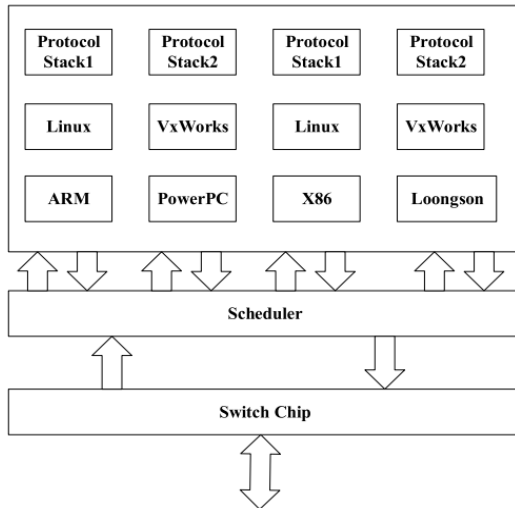 Protocol
Stack1
Protocol
Stack2
Protocol
Stack1
Protocol
Stack2
Linux
VxWorks
Linux
VxWorks
ARM
PowerPC
X86
Loongson
Scheduler
Switch Chip